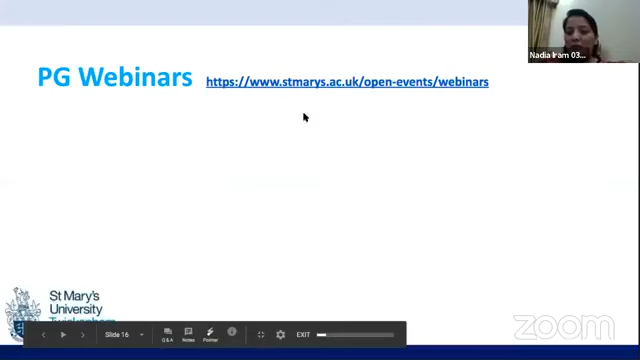 Nadia Iram 03...
PG Webinars https://www.stmarys.ac.uk/open-events/webinars
St Mary's
University
Twickenham
Slide 16
Q & A
Notes
Pointer
EXIT
zoom